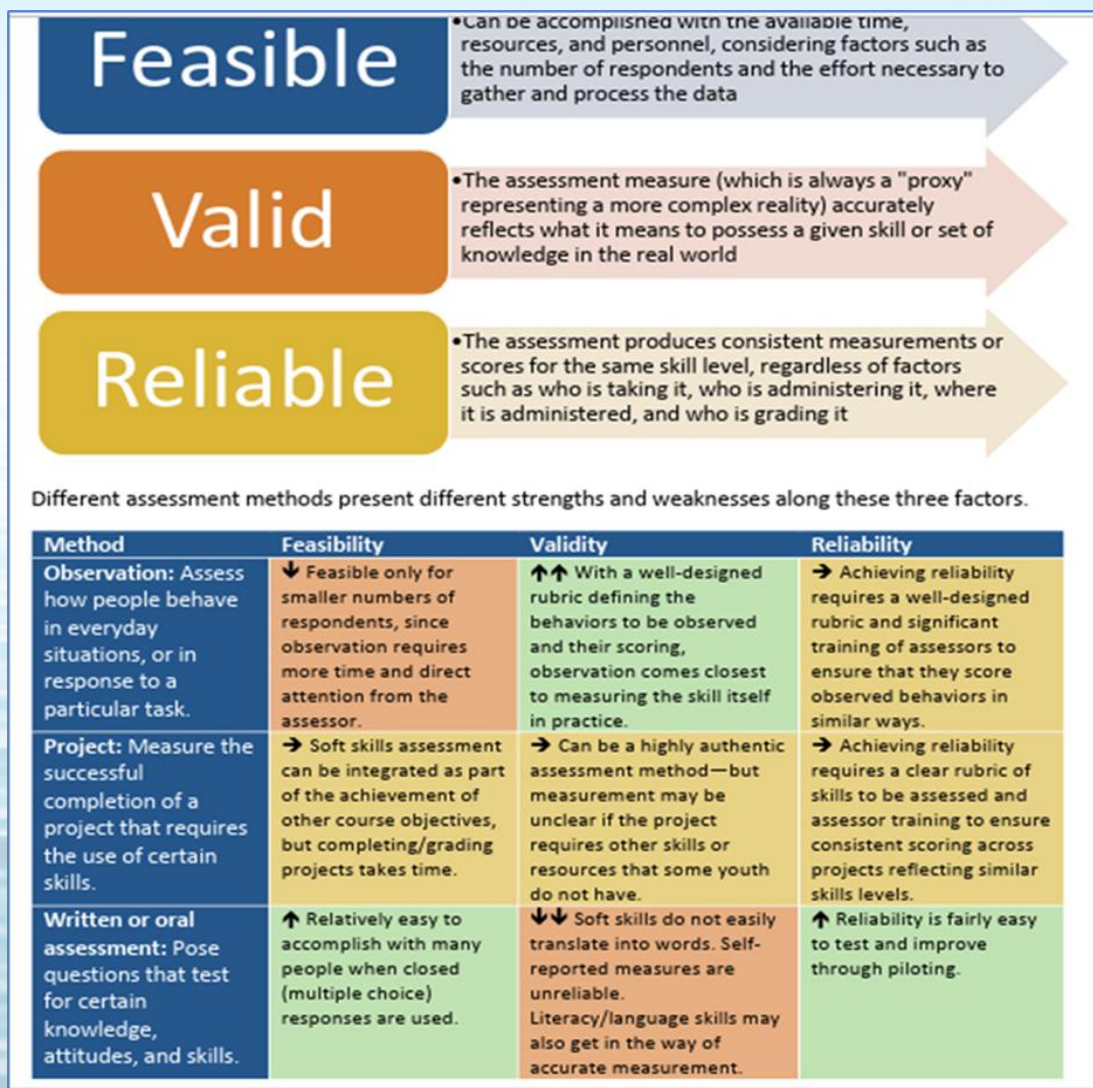 Feasible
•Can be accomplished with the available time,
resources, and personnel, considering factors such as
the number of respondents and the effort necessary to
gather and process the data
Valid
•The assessment measure (which is always a "proxy"
representing a more complex reality) accurately
reflects what it means to possess a given skill or set of
knowledge in the real world
Reliable
•The assessment produces consistent measurements or
scores for the same skill level, regardless of factors
such as who is taking it, who is administering it, where
it is administered, and who is grading it
Different assessment methods present different strengths and weaknesses along these three factors.
Method
Feasibility
Validity
Reliability
Observation: Assess
how people behave
in everyday
situations, or in
response to a
particular task.
↓ Feasible only for
smaller numbers of
respondents, since
observation requires
more time and direct
attention from the
assessor.
↑↑ With a well-designed
rubric defining the
behaviors to be observed
and their scoring,
observation comes closest
to measuring the skill itself
in practice.
→ Achieving reliability
requires a well-designed
rubric and significant
training of assessors to
ensure that they score
observed behaviors in
similar ways.
Project: Measure the
successful
completion of a
project that requires
the use of certain
skills.
→ Soft skills assessment
can be integrated as part
of the achievement of
other course objectives,
but completing/grading
projects takes time.
→ Can be a highly authentic
assessment method—but
measurement may be
unclear if the project
requires other skills or
resources that some youth
do not have.
→ Achieving reliability
requires a clear rubric of
skills to be assessed and
assessor training to ensure
consistent scoring across
projects reflecting similar
skills levels.
Written or oral
assessment: Pose
questions that test
for certain
knowledge,
attitudes, and skills.
↑ Relatively easy to
accomplish with many
people when closed
(multiple choice)
responses are used.
↓↓ Soft skills do not easily
translate into words. Self-
reported measures are
unreliable.
Literacy/language skills may
also get in the way of
accurate measurement.
↑ Reliability is fairly easy
to test and improve
through piloting.